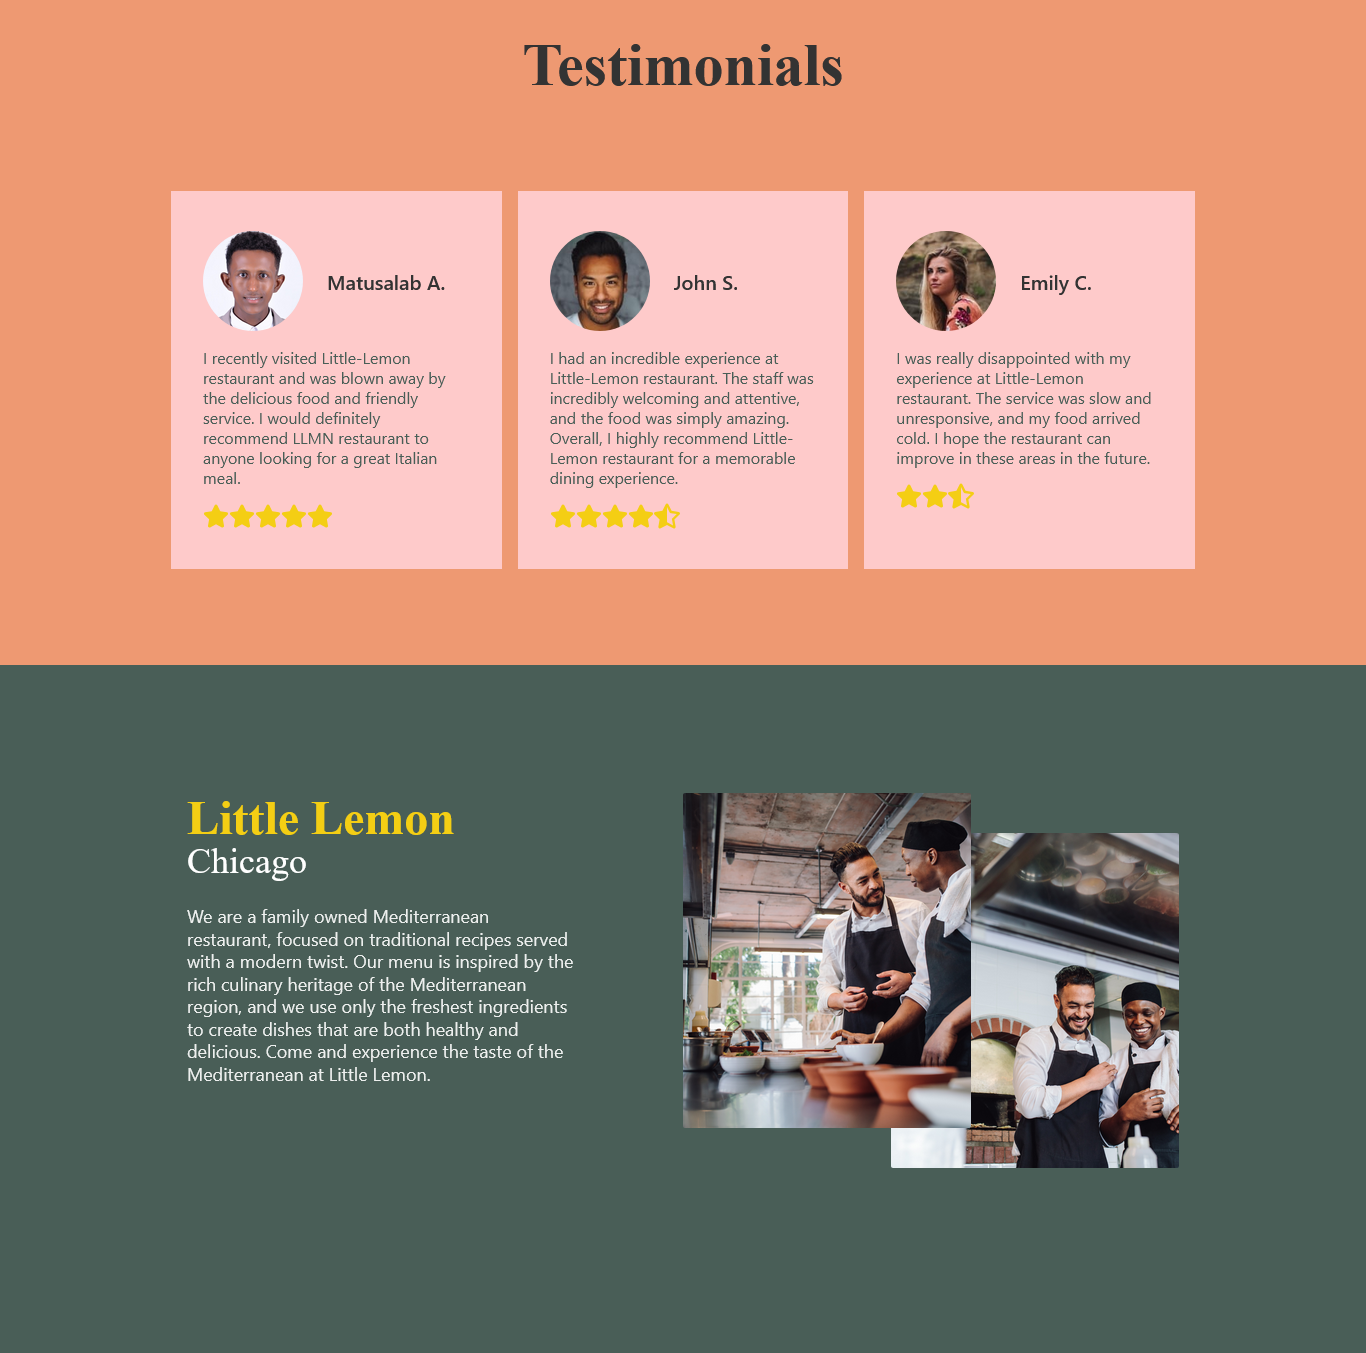 Testimonials
Matusalab A.
I recently visited Little-Lemon
restaurant and was blown away by
the delicious food and friendly
service. I would definitely
recommend LLMN restaurant to
anyone looking for a great Italian
meal.
John S.
I had an incredible experience at
Little-Lemon restaurant. The staff was
incredibly welcoming and attentive,
and the food was simply amazing.
Overall, I highly recommend Little-
Lemon restaurant for a memorable
dining experience.
Emily C.
I was really disappointed with my
experience at Little-Lemon
restaurant. The service was slow and
unresponsive, and my food arrived
cold. I hope the restaurant can
improve in these areas in the future.
Little Lemon
Chicago
We are a family owned Mediterranean
restaurant, focused on traditional recipes served
with a modern twist. Our menu is inspired by the
rich culinary heritage of the Mediterranean
region, and we use only the freshest ingredients
to create dishes that are both healthy and
delicious. Come and experience the taste of the
Mediterranean at Little Lemon.